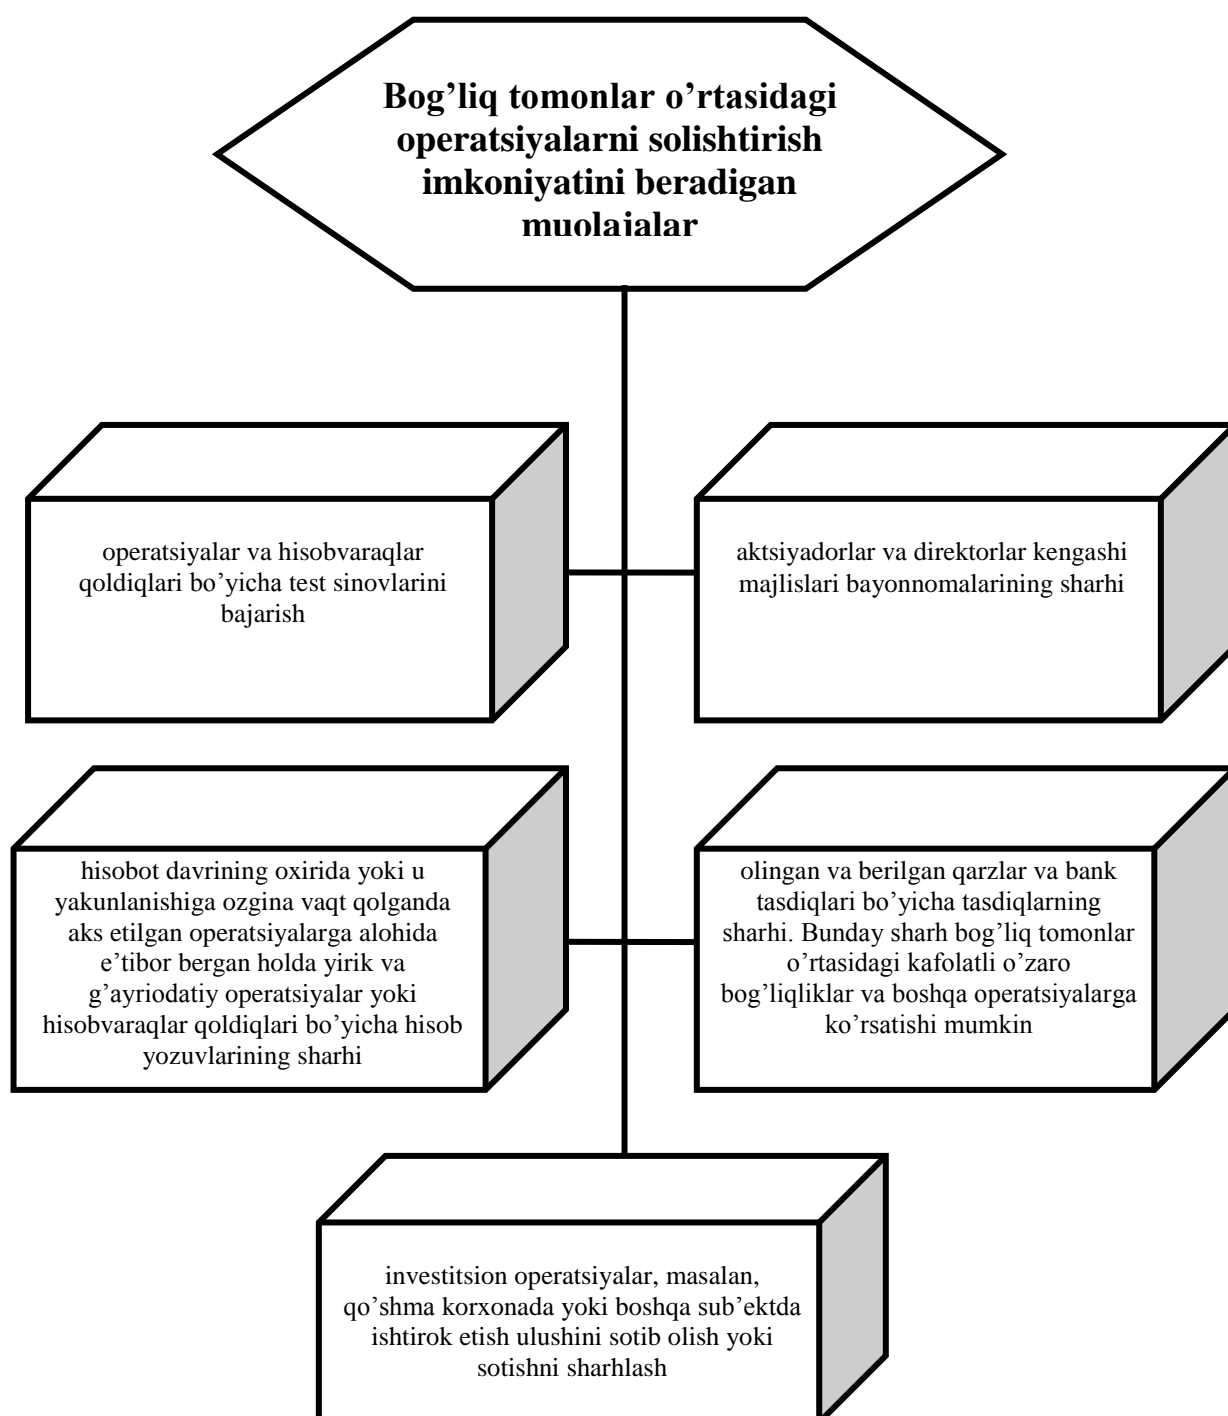 Bog’liq tomonlar o’rtasidagi
operatsiyalarni solishtirish
imkoniyatini beradigan
muolajalar
operatsiyalar va hisobvaraqlar
qoldiqlari bo’yicha test sinovlarini
bajarish
aktsiyadorlar va direktorlar kengashi
majlislari bayonnomalarining sharhi
hisobot davrining oxirida yoki u
yakunlanishiga ozgina vaqt qolganda
aks etilgan operatsiyalarga alohida
e’tibor bergan holda yirik va
g’ayriodatiy operatsiyalar yoki
hisobvaraqlar qoldiqlari bo’yicha hisob
yozuvlarining sharhi
olingan va berilgan qarzlar va bank
tasdiqlari bo’yicha tasdiqlarning
sharhi. Bunday sharh bog’liq tomonlar
o’rtasidagi kafolatli o’zaro
bog’liqliklar va boshqa operatsiyalarga
ko’rsatishi mumkin
investitsion operatsiyalar, masalan,
qo’shma korxonada yoki boshqa sub’ektda
ishtirok etish ulushini sotib olish yoki
sotishni sharhlash